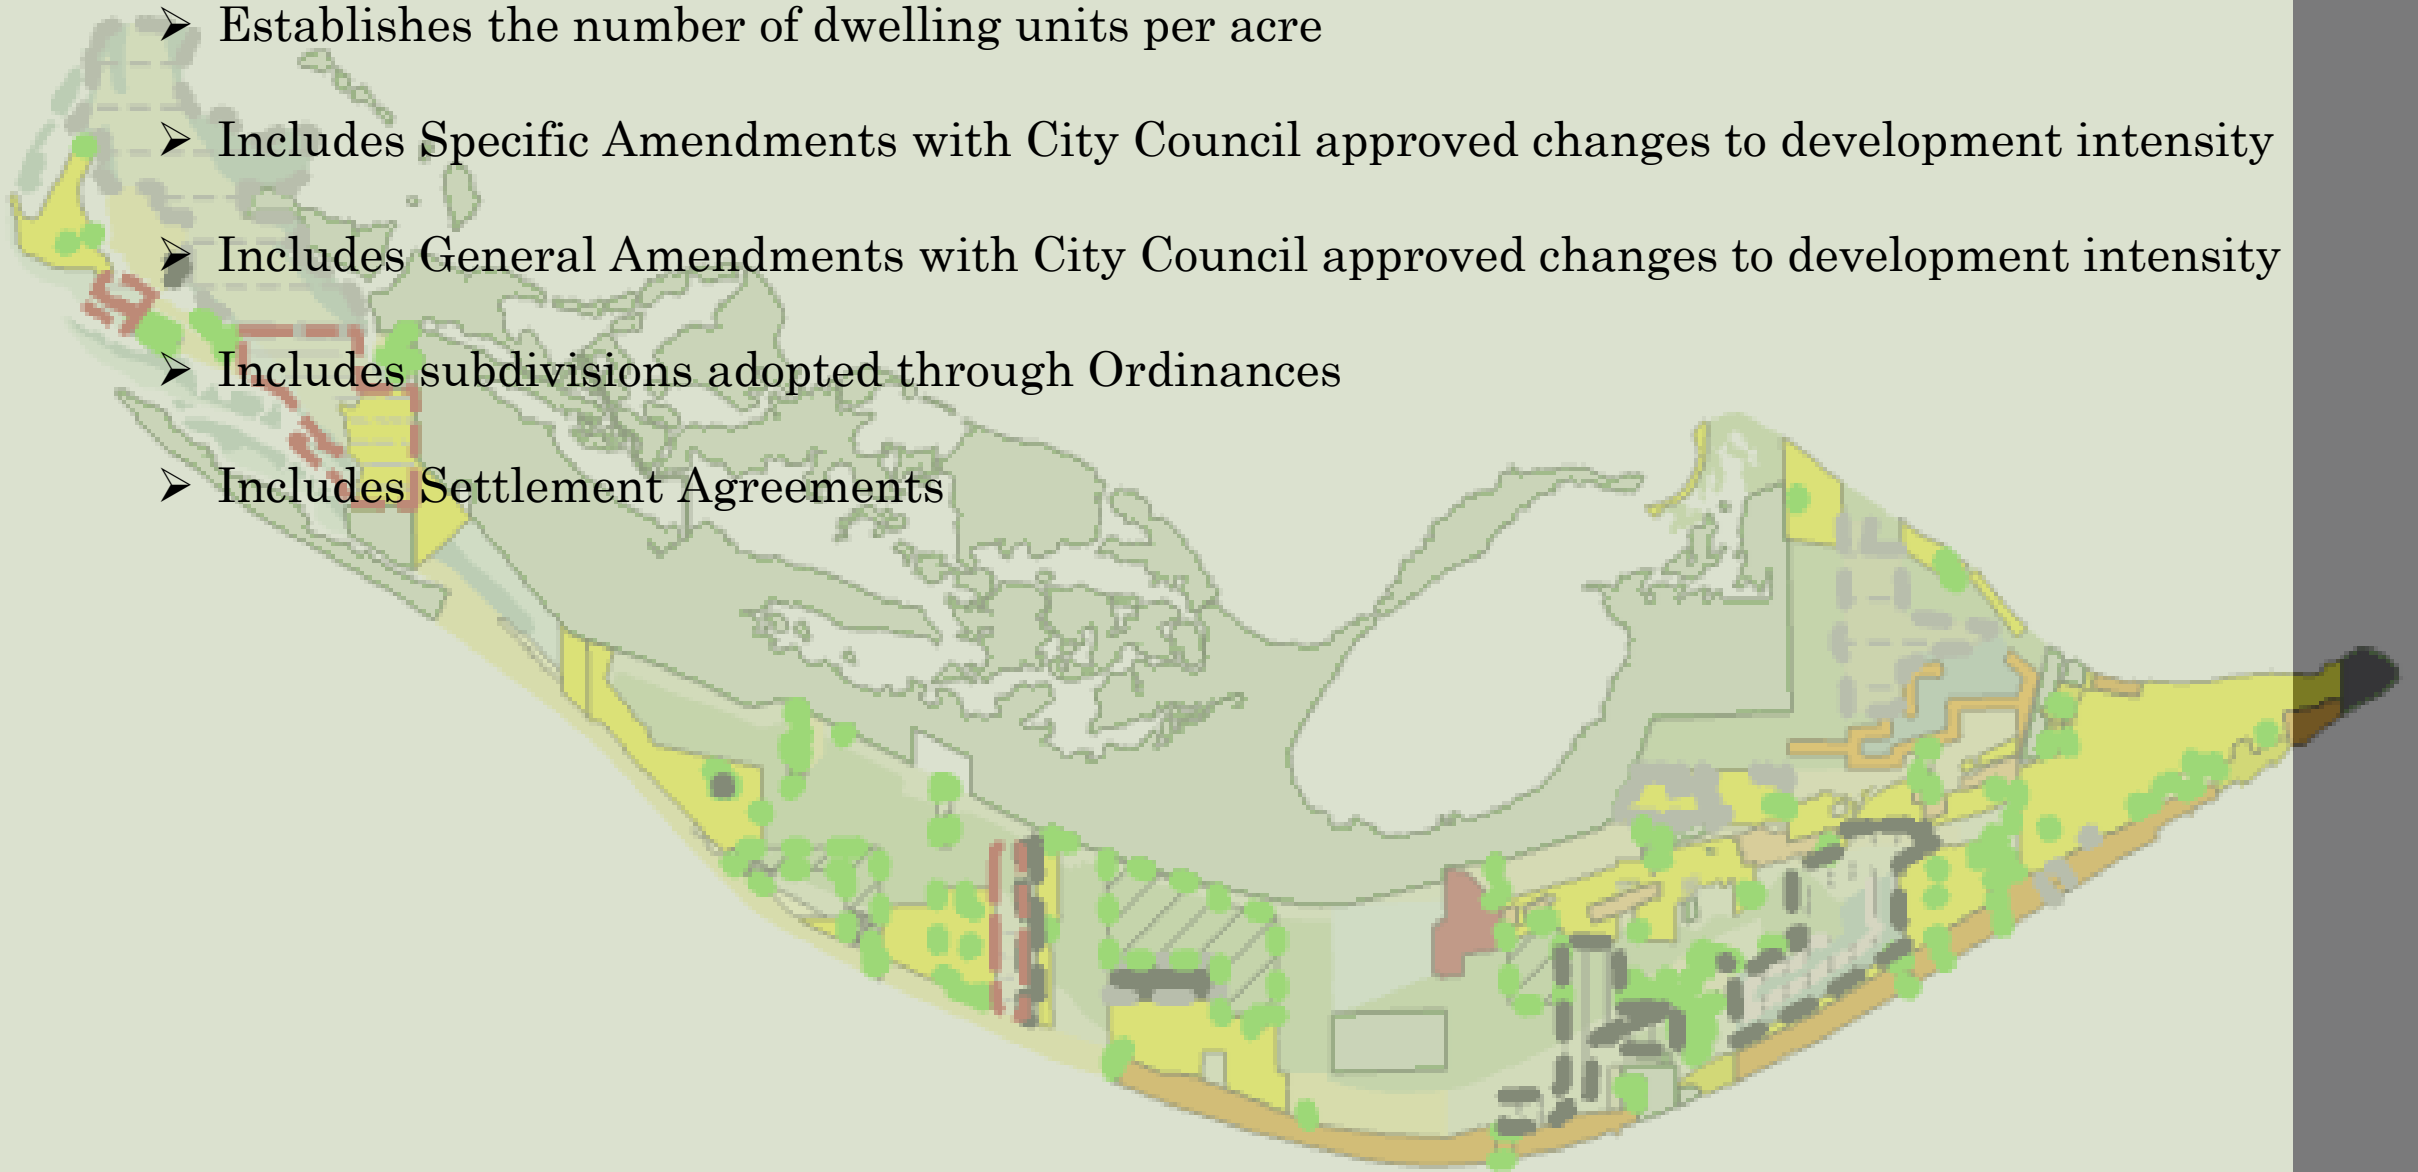 ➢ Establishes the number of dwelling units per acre
➢ Includes Specific Amendments with City Council approved changes to development intensity
➢ Includes General Amendments with City Council approved changes to development intensity
➢ Includes subdivisions adopted through Ordinances
➢ Includes Settlement Agreements